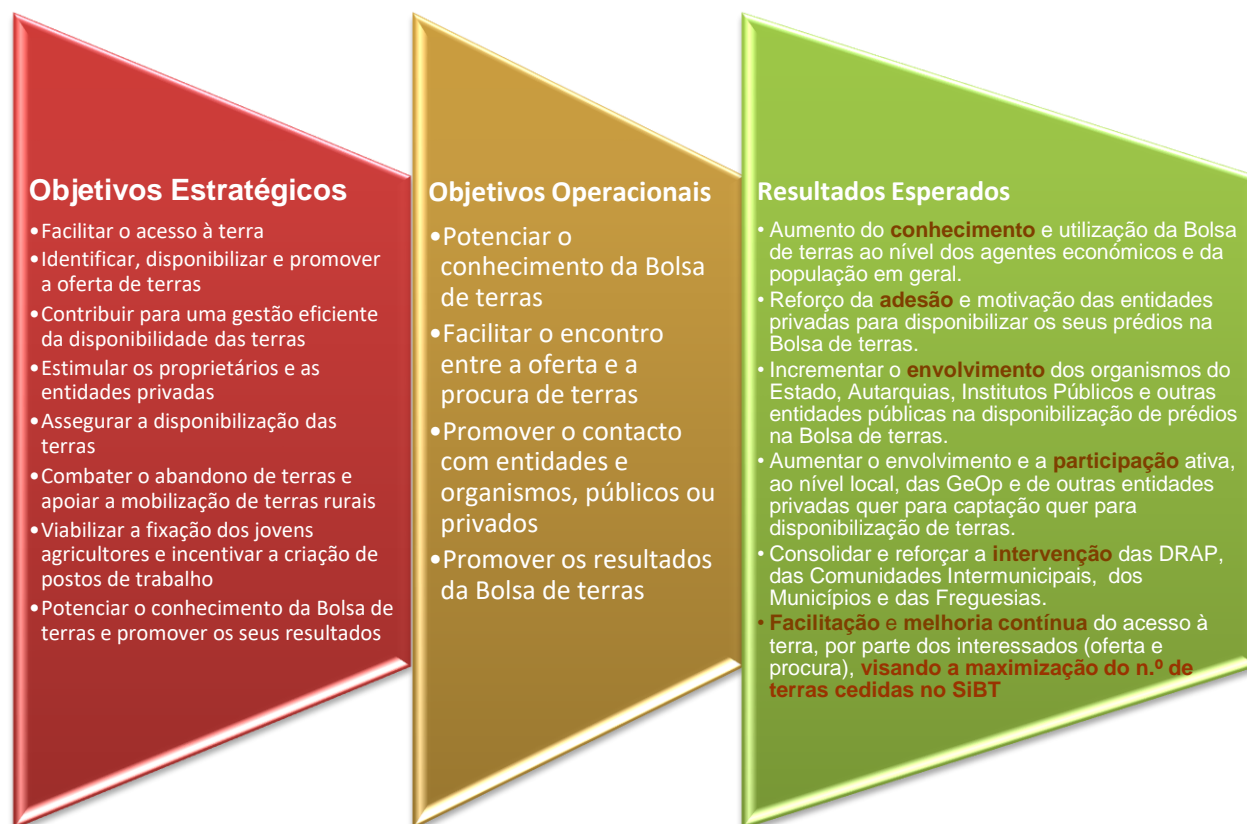 Objetivos Estratégicos
•Facilitar o acesso à terra
•Identificar, disponibilizar e promover
a oferta de terras
•Contribuir para uma gestão eficiente
da disponibilidade das terras
•Estimular os proprietários e as
entidades privadas
•Assegurar a disponibilização das
terras
•Combater o abandono de terras e
apoiar a mobilização de terras rurais
•Viabilizar a fixação dos jovens
agricultores e incentivar a criação de
postos de trabalho
•Potenciar o conhecimento da Bolsa de
terras e promover os seus resultados
Objetivos Operacionais
•Potenciar o
conhecimento da Bolsa
de terras
•Facilitar o encontro
entre a oferta e a
procura de terras
•Promover o contacto
com entidades e
organismos, públicos ou
privados
•Promover os resultados
da Bolsa de terras
Resultados Esperados
• Aumento do conhecimento e utilização da Bolsa
de terras ao nível dos agentes económicos e da
população em geral.
• Reforço da adesão e motivação das entidades
privadas para disponibilizar os seus prédios na
Bolsa de terras.
• Incrementar o envolvimento dos organismos do
Estado, Autarquias, Institutos Públicos e outras
entidades públicas na disponibilização de prédios
na Bolsa de terras.
• Aumentar o envolvimento e a participação ativa,
ao nível local, das GeOp e de outras entidades
privadas quer para captação quer para
disponibilização de terras.
• Consolidar e reforçar a intervenção das DRAP,
das Comunidades Intermunicipais, dos
Municípios e das Freguesias.
• Facilitação e melhoria contínua do acesso à
terra, por parte dos interessados (oferta e
procura), visando a maximização do n.º de
terras cedidas no SiBT